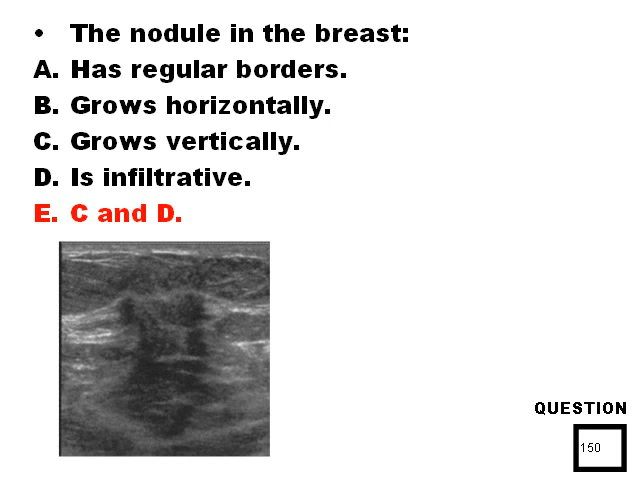 • The nodule in the breast:
A. Has regular borders.
B. Grows horizontally.
C. Grows vertically.
D. Is infiltrative.
E. C and D.
QUESTION
150